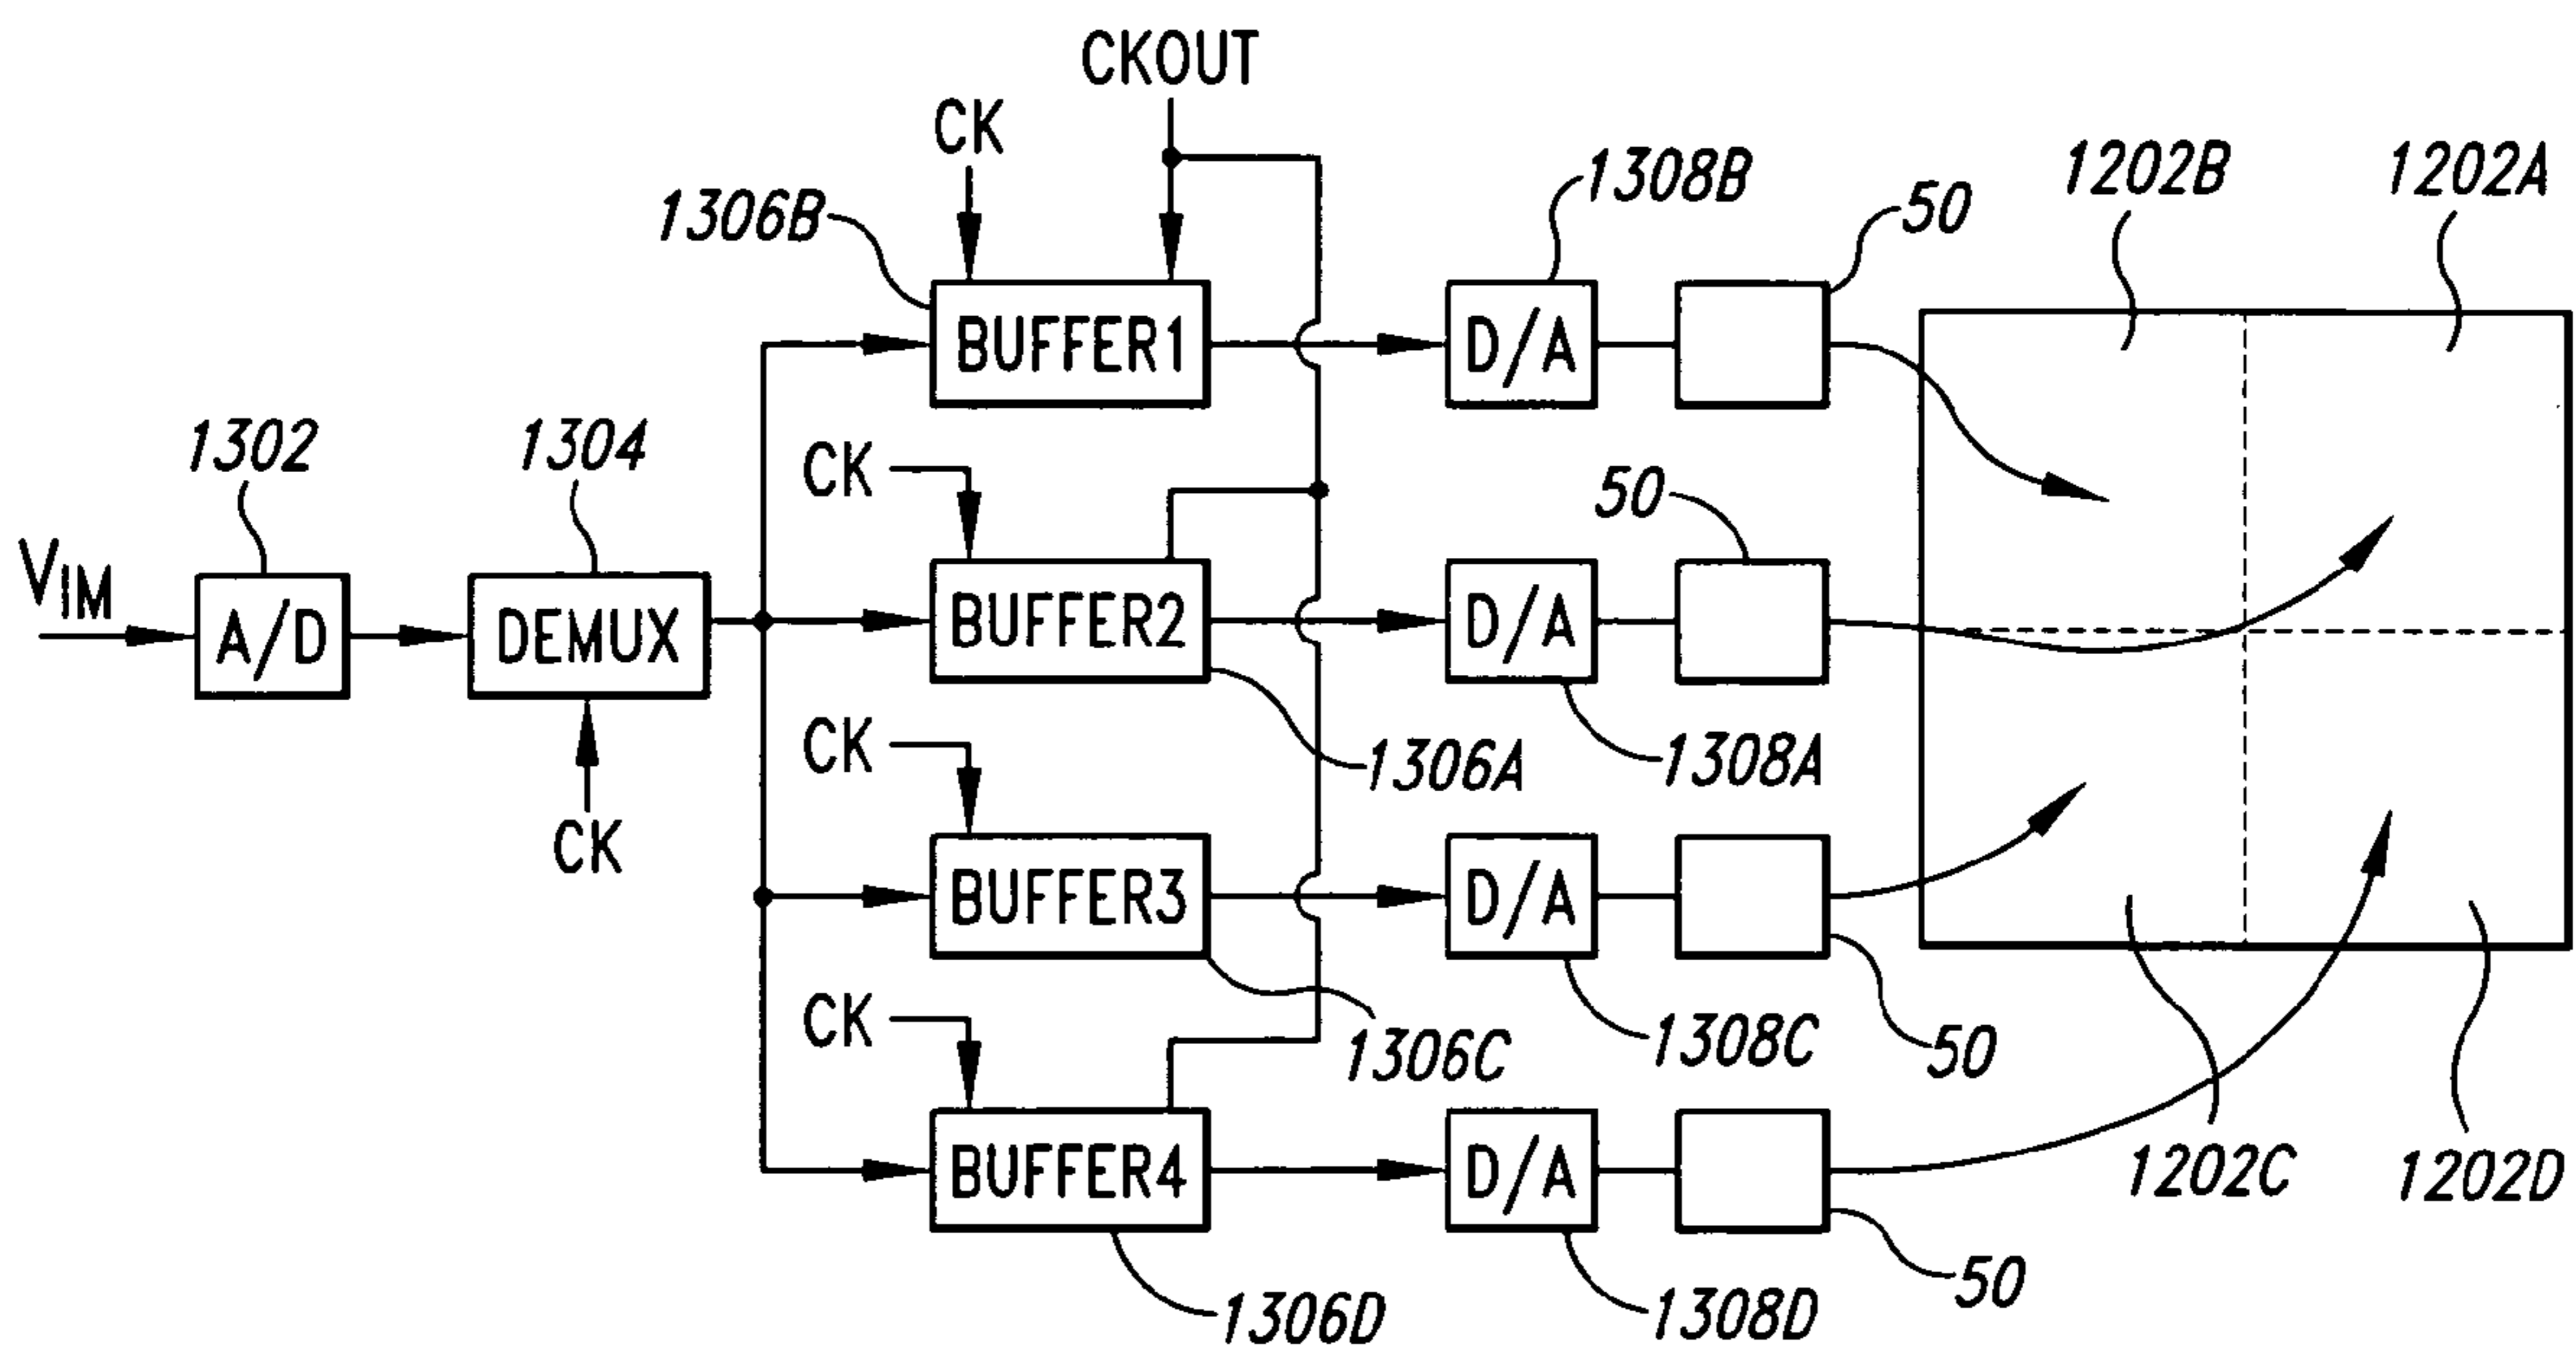 CKOUT
CK
1306B
1308B
50
1202B
1202A
BUFFER1
D/A
1302
1304
CK
50
V_IM
A/D
DEMUX
BUFFER2
D/A
CK
CK
1306A
1308A
BUFFER3
D/A
CK
1306C
1308C
50
BUFFER4
D/A
1202C
1202D
1306D
1308D
50